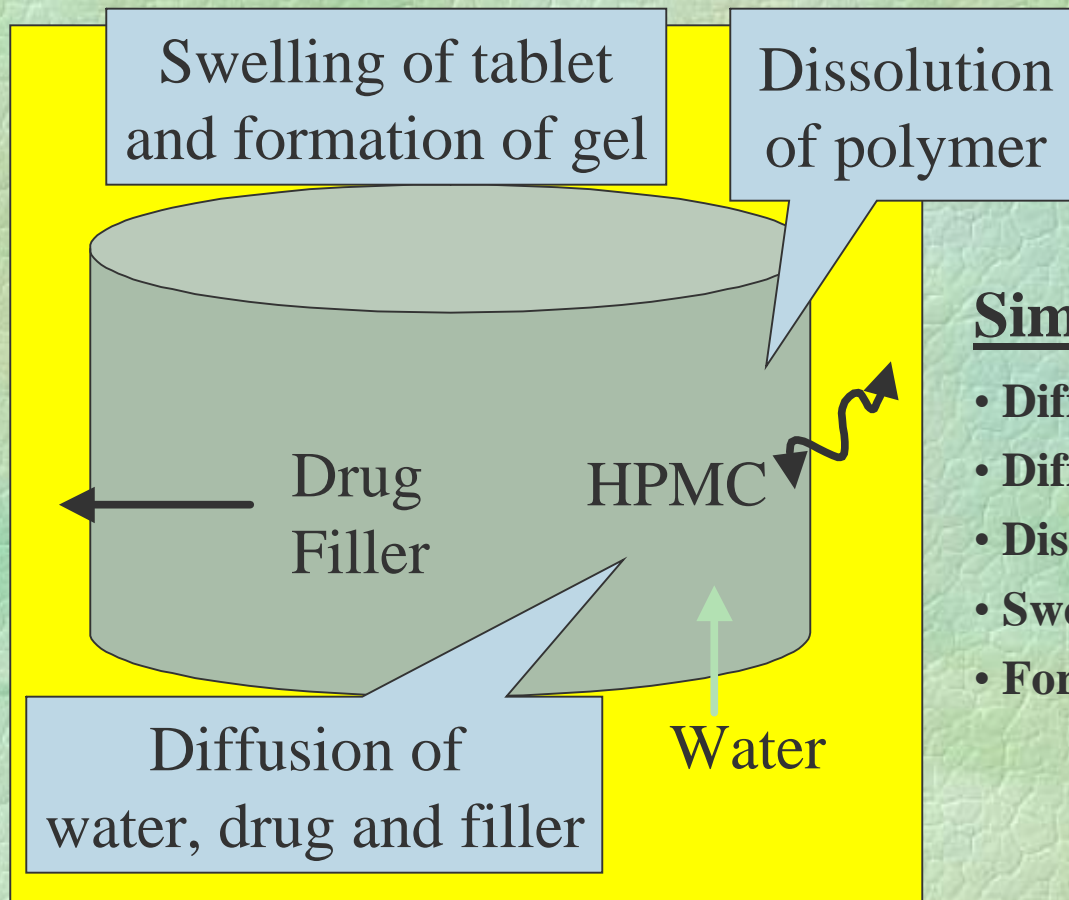 Swelling of tablet
and formation of gel
Dissolution
of polymer
Drug
Filler
HPMC
Water
Diffusion of
water, drug and filler